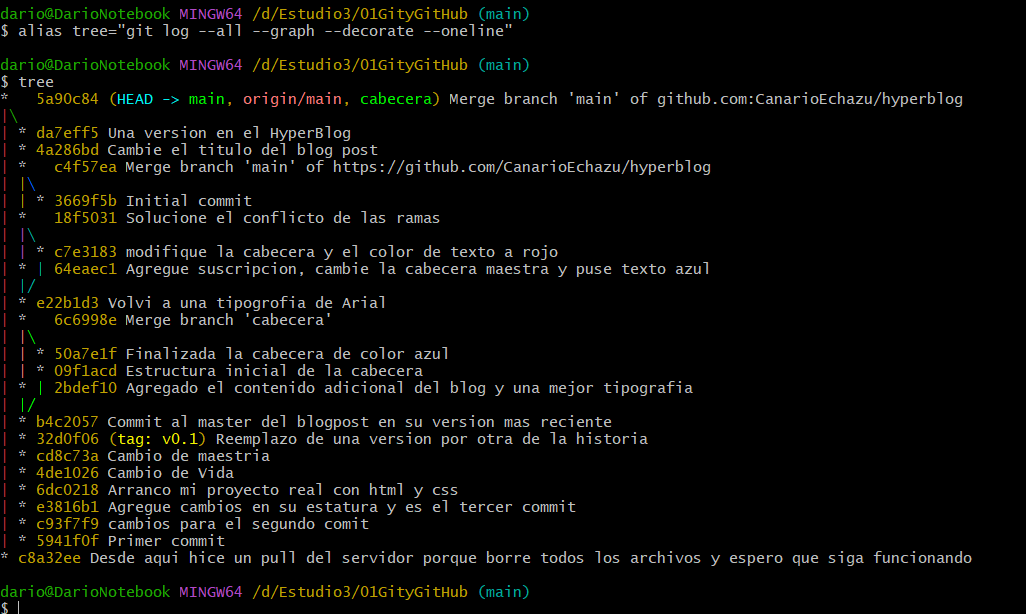 dario@DarioNotebook MINGW64 /d/Estudio3/01GityGitHub (main)
$ alias tree="git log --all --graph --decorate --oneline"
dario@DarioNotebook MINGW64 /d/Estudio3/01GityGitHub (main)
$ tree
*   5a90c84 (HEAD -> main, origin/main, cabecera) Merge branch 'main' of github.com:CanarioEchazu/hyperblog
|\
| * da7eff5 Una version en el HyperBlog
| * 4a286bd Cambie el titulo del blog post
| *   c4f57ea Merge branch 'main' of https://github.com/CanarioEchazu/hyperblog
| |\
| | * 3669f5b Initial commit
| *   18f5031 Solucione el conflicto de las ramas
| |\
| | * c7e3183 modifique la cabecera y el color de texto a rojo
| * | 64eaec1 Agregue suscripcion, cambie la cabecera maestra y puse texto azul
| |/
| * e22b1d3 Volvi a una tipogrofia de Arial
| *   6c6998e Merge branch 'cabecera'
| |\
| | * 50a7e1f Finalizada la cabecera de color azul
| | * 09f1acd Estructura inicial de la cabecera
| * | 2bdef10 Agregado el contenido adicional del blog y una mejor tipografia
| |/
| * b4c2057 Commit al master del blogpost en su version mas reciente
| * 32d0f06 (tag: v0.1) Reemplazo de una version por otra de la historia
| * cd8c73a Cambio de maestria
| * 4de1026 Cambio de Vida
| * 6dc0218 Arranco mi proyecto real con html y css
| * e3816b1 Agregue cambios en su estatura y es el tercer commit
| * c93f7f9 cambios para el segundo comit
| * 5941f0f Primer commit
* c8a32ee Desde aqui hice un pull del servidor porque borre todos los archivos y espero que siga funcionando
dario@DarioNotebook MINGW64 /d/Estudio3/01GityGitHub (main)
$